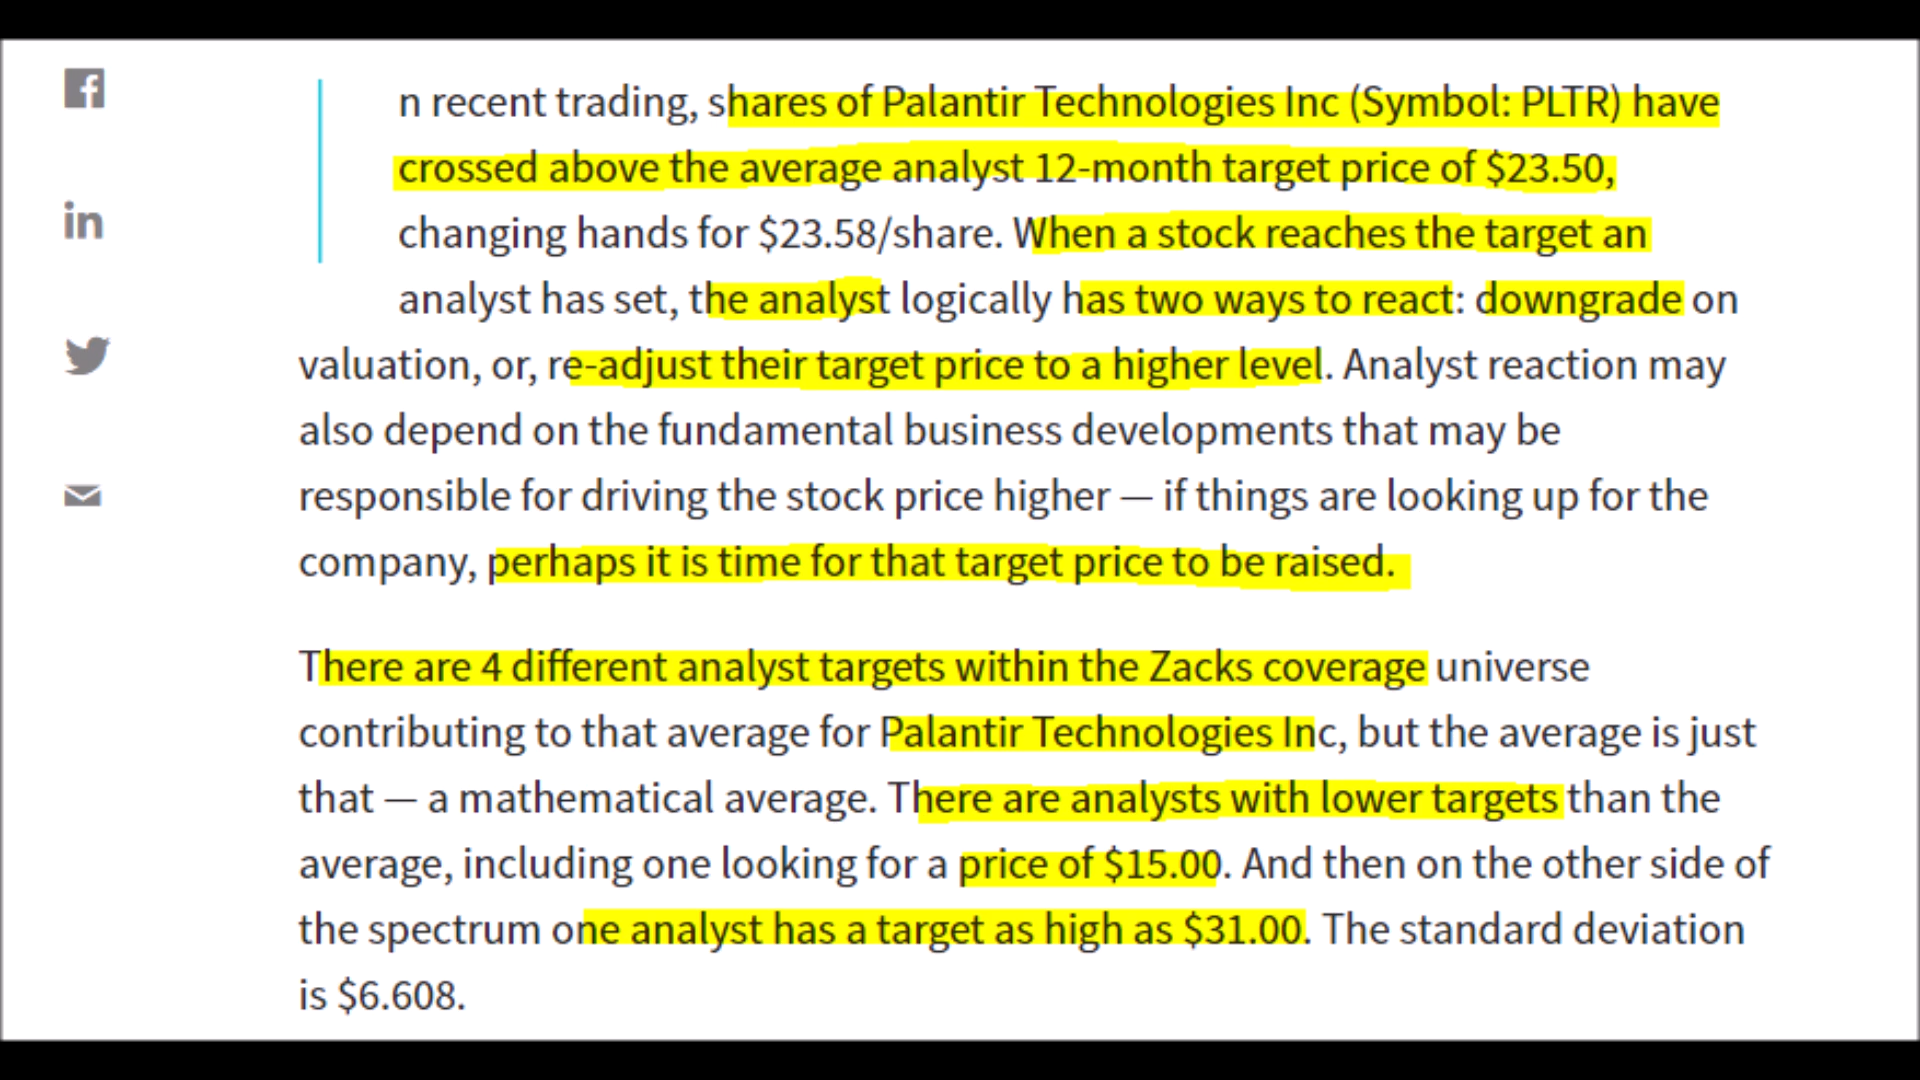 n recent trading, shares of Palantir Technologies Inc (Symbol: PLTR) have
crossed above the average analyst 12-month target price of $23.50,
changing hands for $23.58/share. When a stock reaches the target an
analyst has set, the analyst logically has two ways to react: downgrade on
valuation, or, re-adjust their target price to a higher level. Analyst reaction may
also depend on the fundamental business developments that may be
responsible for driving the stock price higher — if things are looking up for the
company, perhaps it is time for that target price to be raised.
There are 4 different analyst targets within the Zacks coverage universe
contributing to that average for Palantir Technologies Inc, but the average is just
that — a mathematical average. There are analysts with lower targets than the
average, including one looking for a price of $15.00. And then on the other side of
the spectrum one analyst has a target as high as $31.00. The standard deviation
is $6.608.